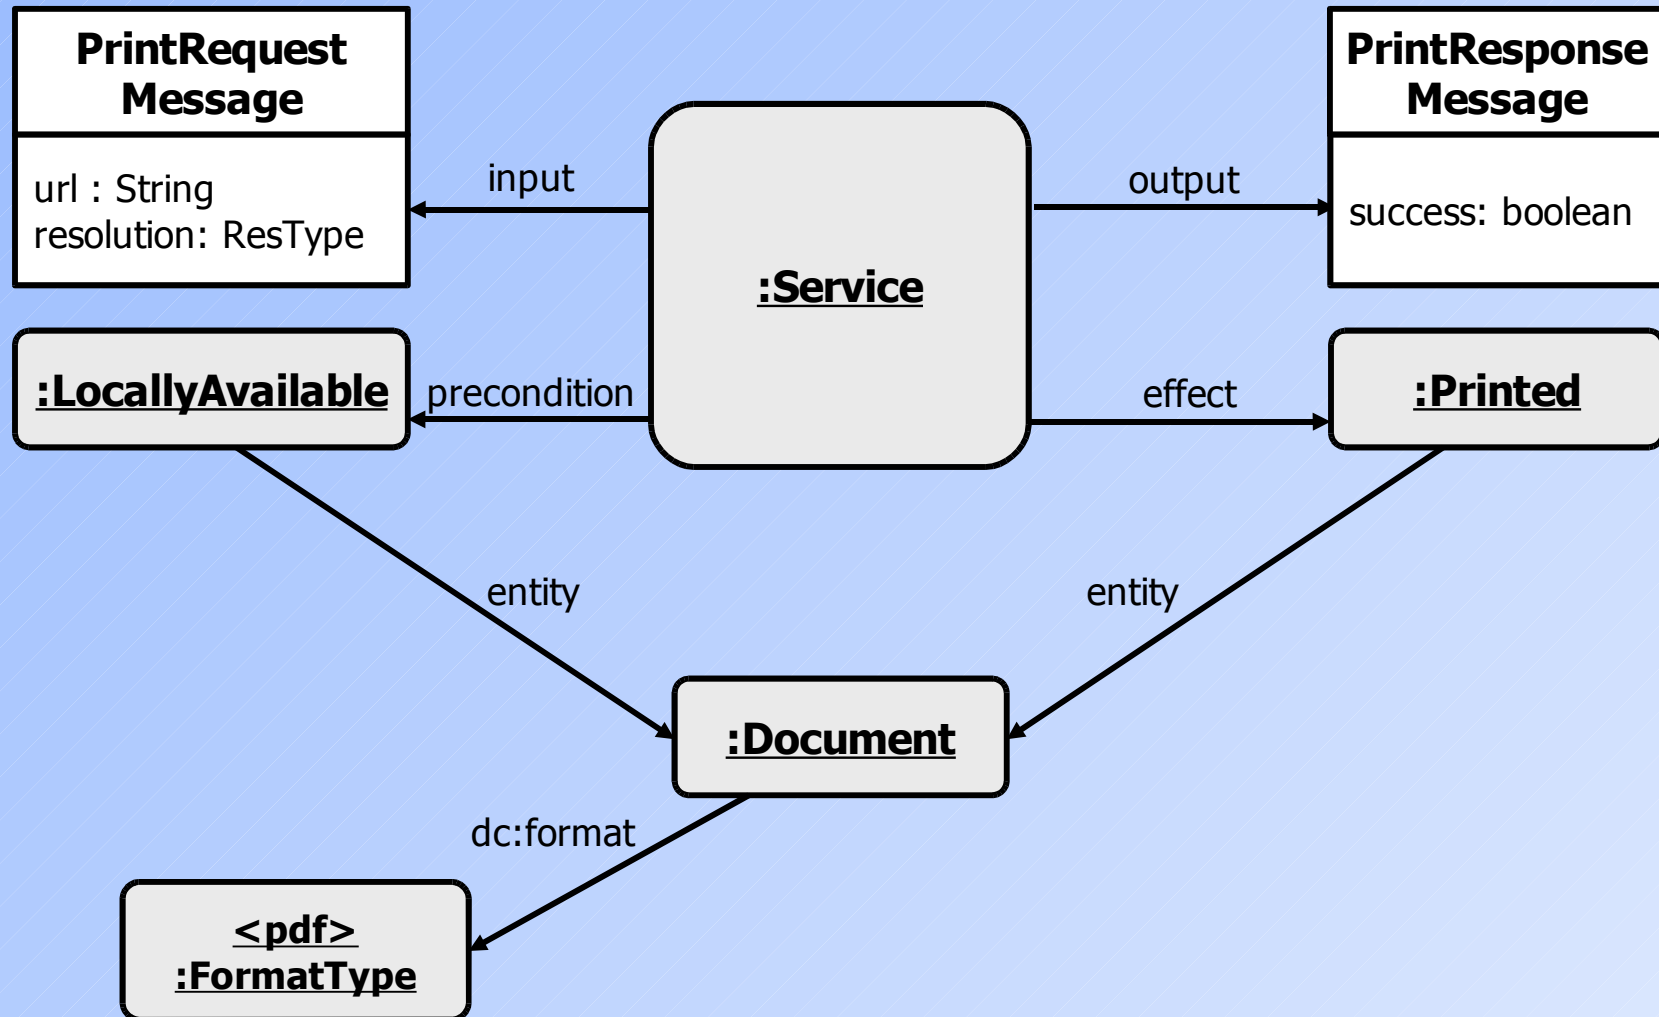 PrintRequest
Message
url : String
resolution: ResType
input
:Service
output
PrintResponse
Message
success: boolean
:LocallyAvailable
precondition
effect
:Printed
entity
entity
:Document
dc:format
<pdf>
:FormatType